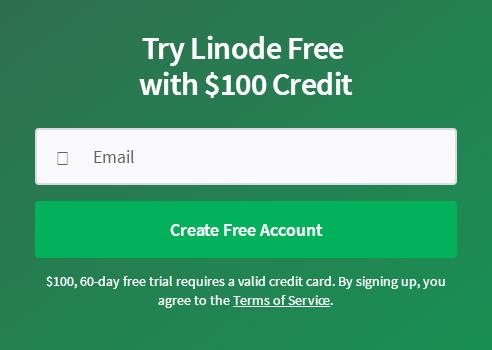 Try Linode Free
with $100 Credit
Email
Create Free Account
$100, 60-day free trial requires a valid credit card. By signing up, you
agree to the Terms of Service.